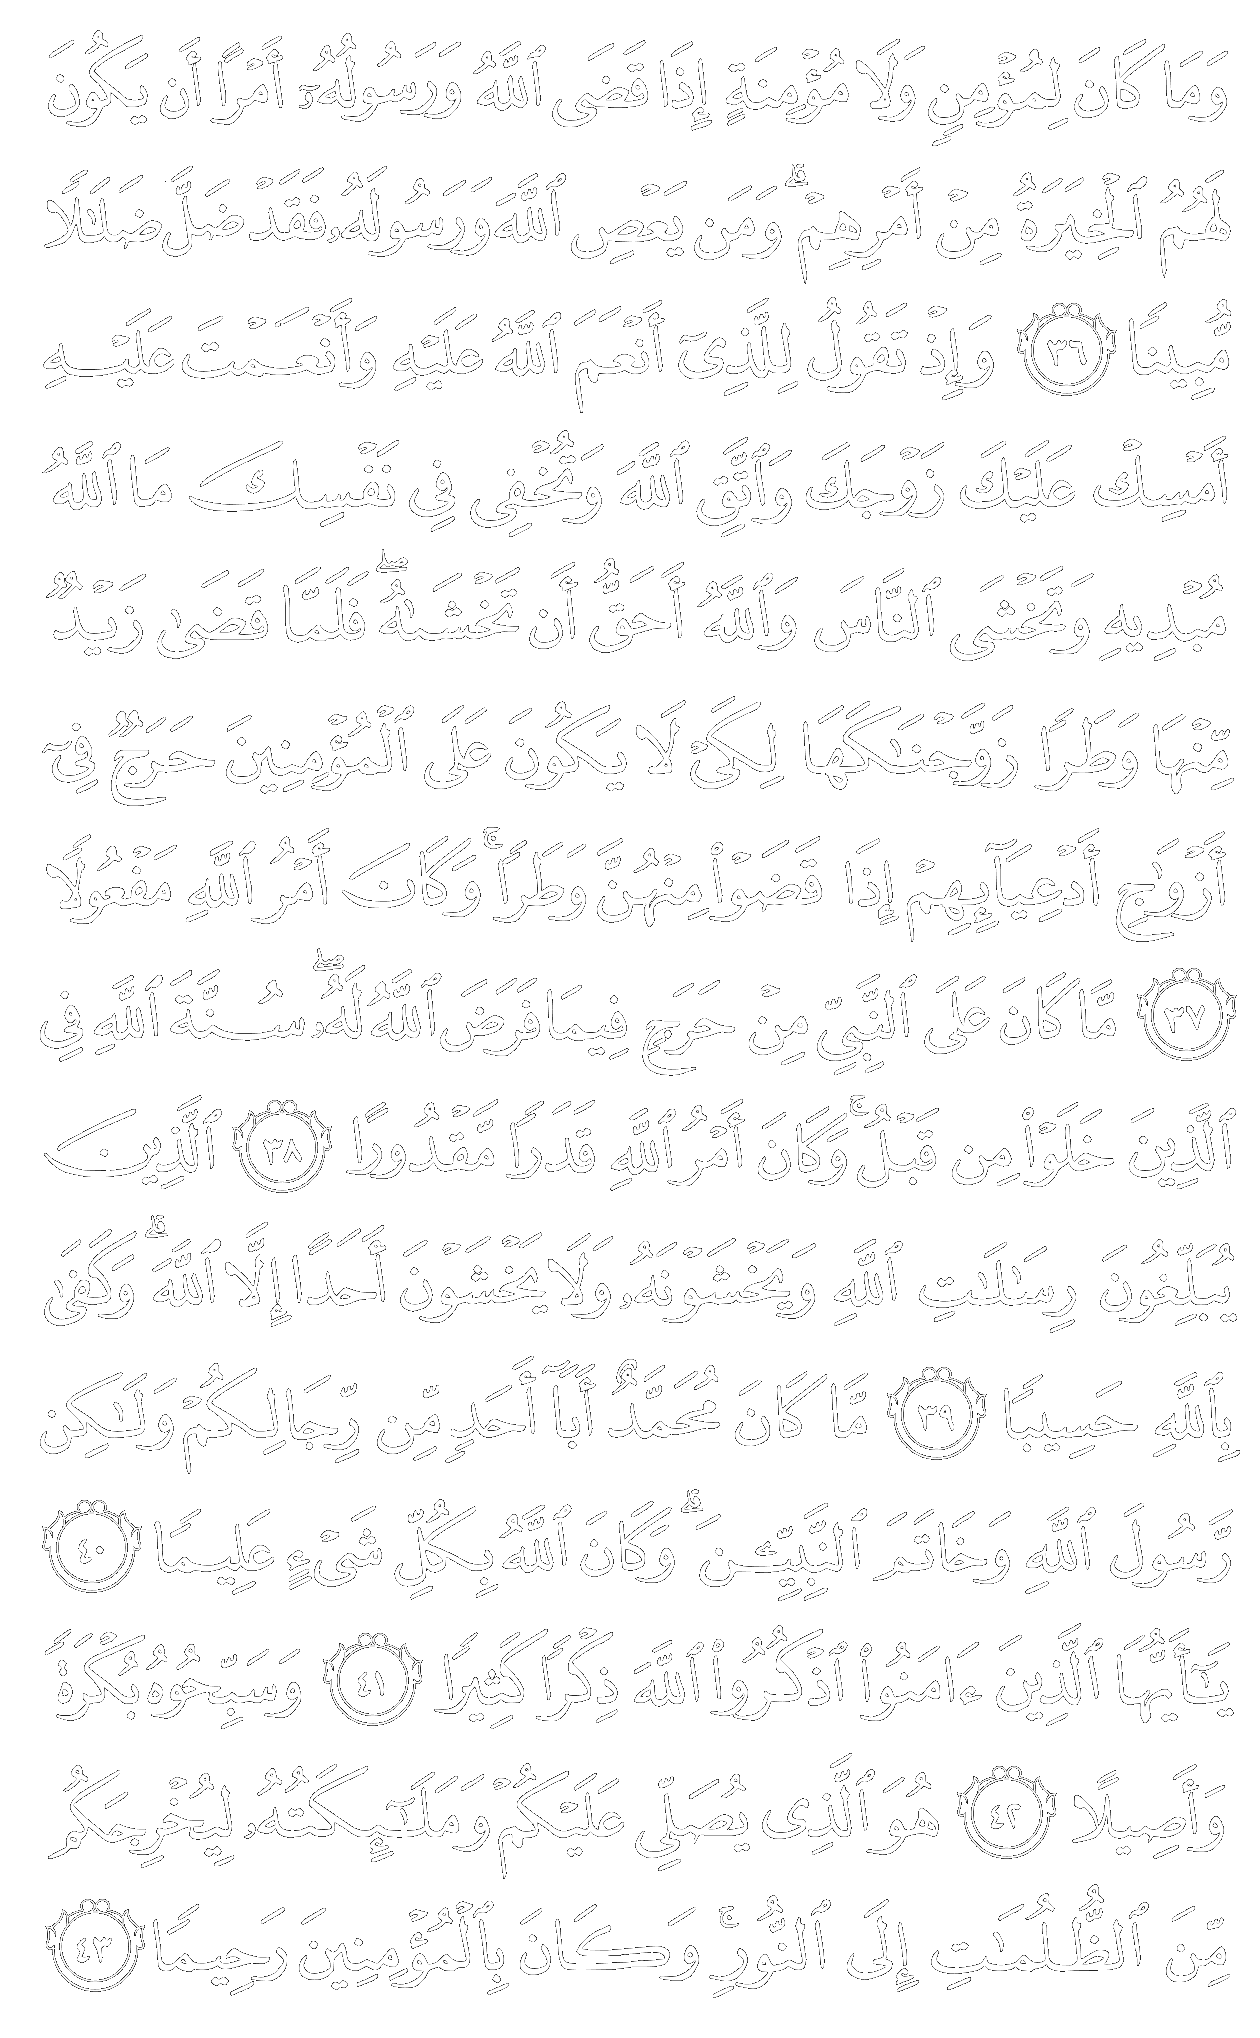 وَمَا كَانَ لِمُؤْمِنٍ وَلَا مُؤْمِنَةٍ إِذَا قَضَى ٱللَّهُ وَرَسُولُهُۥٓ أَمْرًا أَن يَكُونَ
لَهُمُ ٱلْخِيَرَةُ مِنْ أَمْرِهِمْ ۗ وَمَن يَعْصِ ٱللَّهَ وَرَسُولَهُۥ فَقَدْ ضَلَّ ضَلَـٰلًا
مُّبِينًا ٣٦ وَإِذْ تَقُولُ لِلَّذِىٓ أَنْعَمَ ٱللَّهُ عَلَيْهِ وَأَنْعَمْتَ عَلَيْهِ
أَمْسِكْ عَلَيْكَ زَوْجَكَ وَٱتَّقِ ٱللَّهَ وَتُخْفِى فِى نَفْسِكَ مَا ٱللَّهُ
مُبْدِيهِ وَتَخْشَى ٱلنَّاسَ وَٱللَّهُ أَحَقُّ أَن تَخْشَىٰهُ ۖ فَلَمَّا قَضَىٰ زَيْدٌ
مِّنْهَا وَطَرًا زَوَّجْنَـٰكَهَا لِكَىْ لَا يَكُونَ عَلَى ٱلْمُؤْمِنِينَ حَرَجٌ فِىٓ
أَزْوَٰجِ أَدْعِيَآئِهِمْ إِذَا قَضَوْا۟ مِنْهُنَّ وَطَرًا ۚ وَكَانَ أَمْرُ ٱللَّهِ مَفْعُولًا
٣٧ مَّا كَانَ عَلَى ٱلنَّبِىِّ مِنْ حَرَجٍ فِيمَا فَرَضَ ٱللَّهُ لَهُۥ ۖ سُنَّةَ ٱللَّهِ فِى
ٱلَّذِينَ خَلَوْا۟ مِن قَبْلُ ۚ وَكَانَ أَمْرُ ٱللَّهِ قَدَرًا مَّقْدُورًا ٣٨ ٱلَّذِينَ
يُبَلِّغُونَ رِسَـٰلَـٰتِ ٱللَّهِ وَيَخْشَوْنَهُۥ وَلَا يَخْشَوْنَ أَحَدًا إِلَّا ٱللَّهَ ۗ وَكَفَىٰ
بِٱللَّهِ حَسِيبًا ٣٩ مَّا كَانَ مُحَمَّدٌ أَبَآ أَحَدٍ مِّن رِّجَالِكُمْ وَلَـٰكِن
رَّسُولَ ٱللَّهِ وَخَاتَمَ ٱلنَّبِيِّـۧنَ ۗ وَكَانَ ٱللَّهُ بِكُلِّ شَىْءٍ عَلِيمًا ٤٠
يَـٰٓأَيُّهَا ٱلَّذِينَ ءَامَنُوا۟ ٱذْكُرُوا۟ ٱللَّهَ ذِكْرًا كَثِيرًا ٤١ وَسَبِّحُوهُ بُكْرَةً
وَأَصِيلًا ٤٢ هُوَ ٱلَّذِى يُصَلِّى عَلَيْكُمْ وَمَلَـٰٓئِكَتُهُۥ لِيُخْرِجَكُم
مِّنَ ٱلظُّلُمَـٰتِ إِلَى ٱلنُّورِ ۚ وَكَانَ بِٱلْمُؤْمِنِينَ رَحِيمًا ٤٣